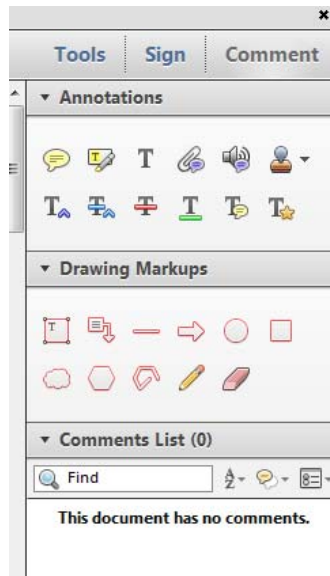 Tools Sign Comment
Annotations
Drawing Markups
Comments List (0)
Find
This document has no comments.